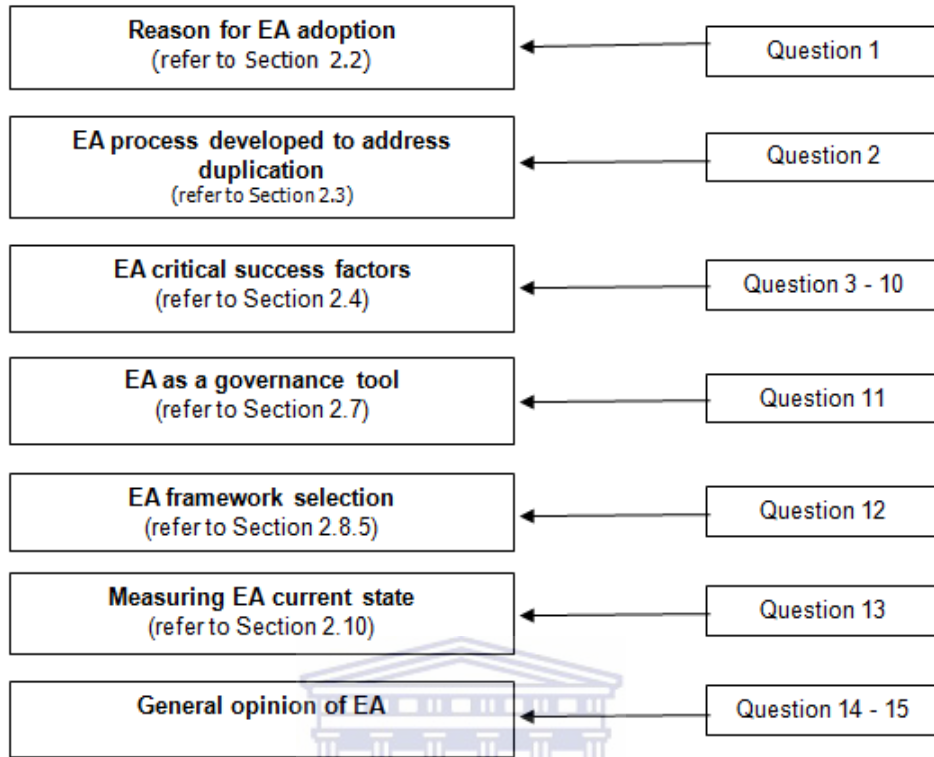 Reason for EA adoption
(refer to Section 2.2)
Question 1
EA process developed to address
duplication
(refer to Section 2.3)
Question 2
EA critical success factors
(refer to Section 2.4)
Question 3 - 10
EA as a governance tool
(refer to Section 2.7)
Question 11
EA framework selection
(refer to Section 2.8.5)
Question 12
Measuring EA current state
(refer to Section 2.10)
Question 13
General opinion of EA
Question 14 - 15